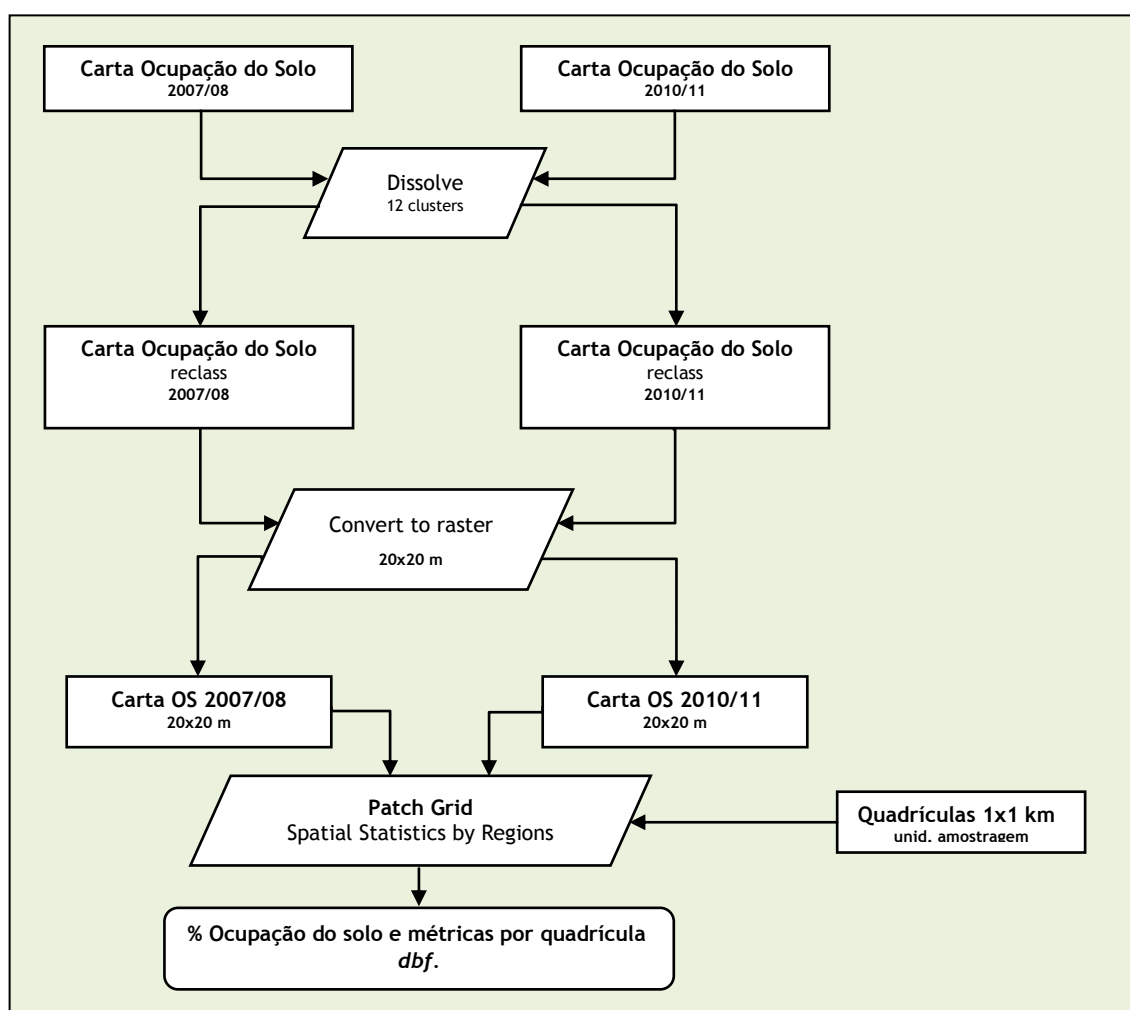 Carta Ocupação do Solo
2007/08
Carta Ocupação do Solo
2010/11
Dissolve
12 clusters
Carta Ocupação do Solo
reclass
2007/08
Carta Ocupação do Solo
reclass
2010/11
Convert to raster
20x20 m
Carta OS 2007/08
20x20 m
Carta OS 2010/11
20x20 m
Patch Grid
Spatial Statistics by Regions
Quadrículas 1x1 km
unid. amostragem
% Ocupação do solo e métricas por quadrícula
dbf.